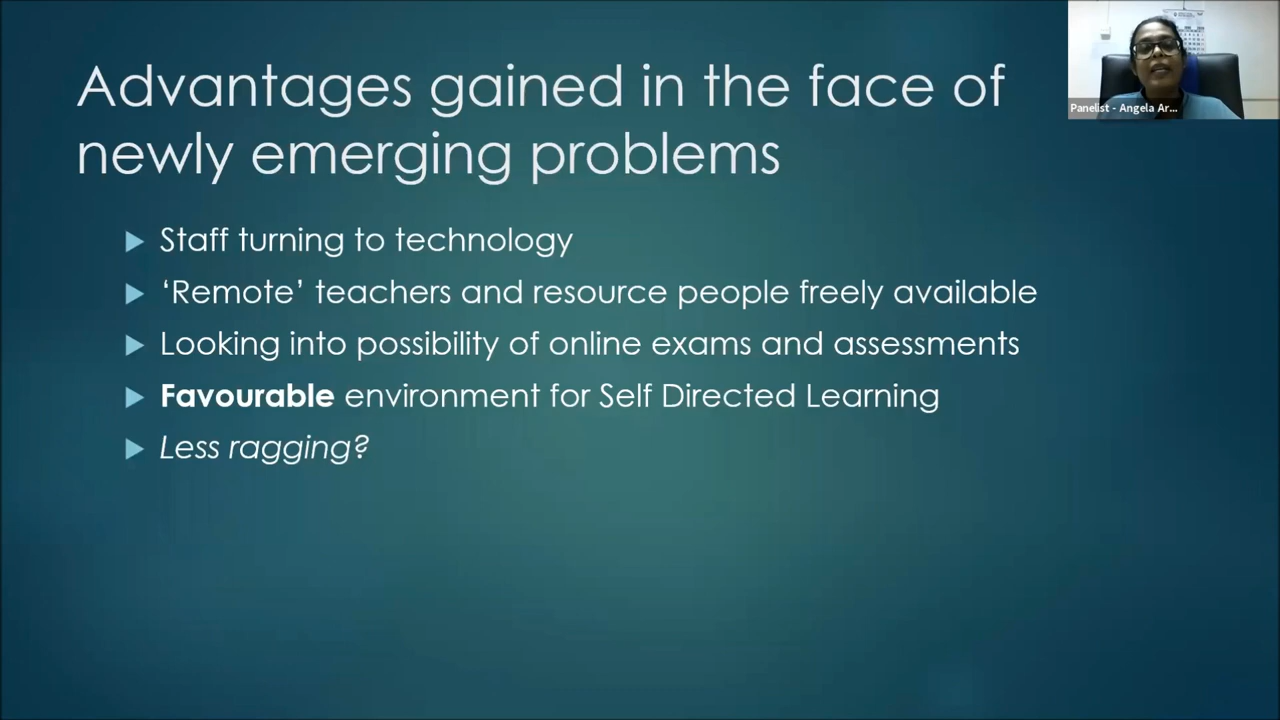 Advantages gained in the face of
newly emerging problems
Staff turning to technology
‘Remote’ teachers and resource people freely available
Looking into possibility of online exams and assessments
Favourable environment for Self Directed Learning
Less ragging?
Panelist - Angela Ar...